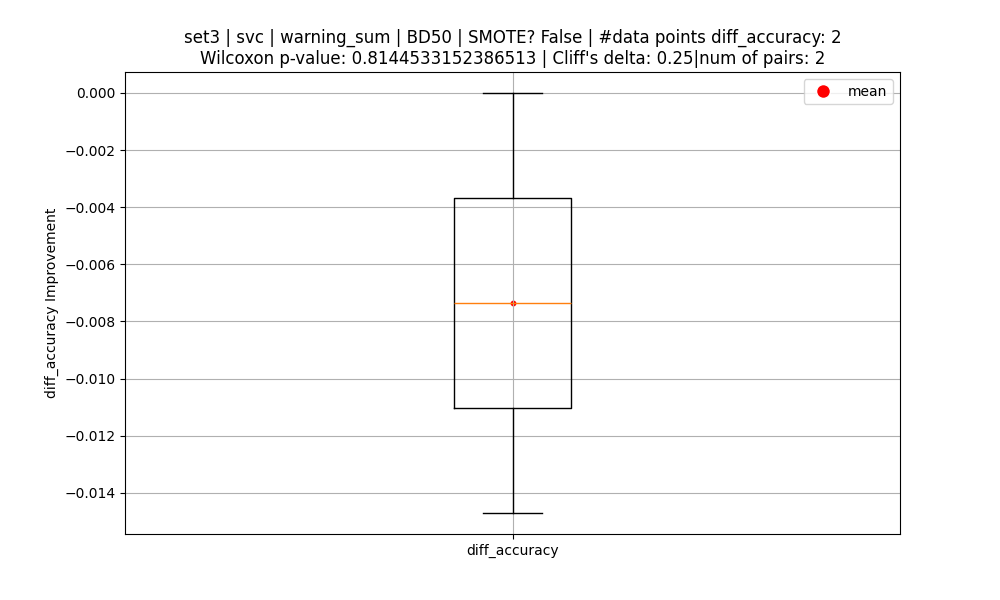 set3 | svc | warning_sum | BD50 | SMOTE? False | #data points diff_accuracy: 2
Wilcoxon p-value: 0.8144533152386513 | Cliff's delta: 0.25|num of pairs: 2
mean
0.000
−0.002
−0.004
−0.006
−0.008
−0.010
−0.012
−0.014
diff_accuracy Improvement
diff_accuracy